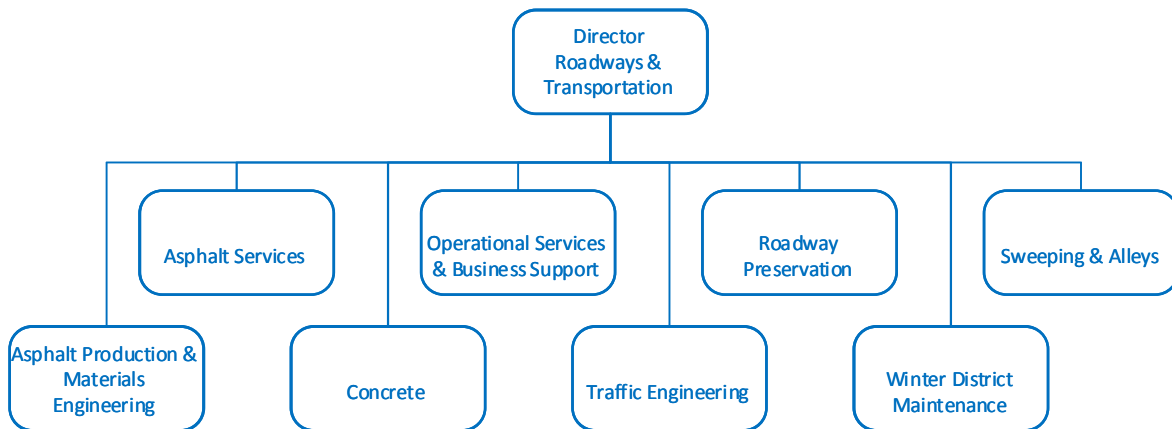 Director
Roadways &
Transportation
Asphalt Services
Operational Services
& Business Support
Roadway
Preservation
Sweeping & Alleys
Asphalt Production &
Materials
Engineering
Concrete
Traffic Engineering
Winter District
Maintenance